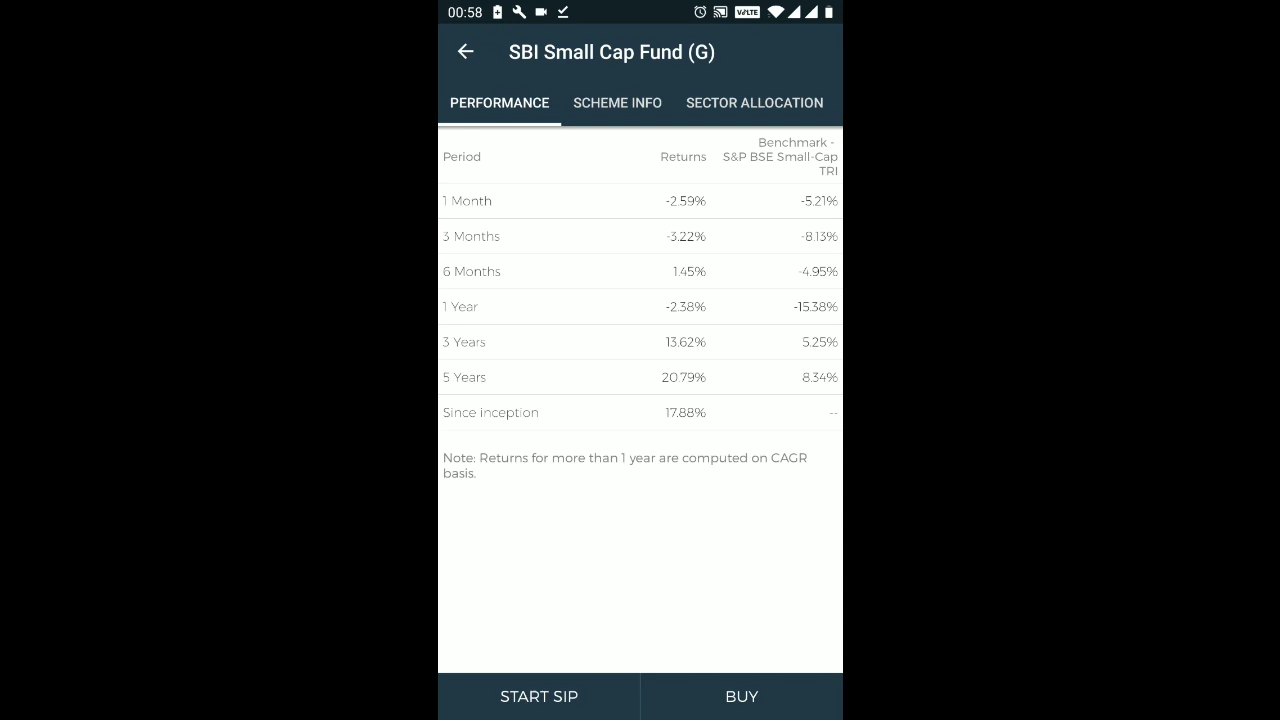 00:58 VoLTE
SBI Small Cap Fund (G)
PERFORMANCE SCHEME INFO SECTOR ALLOCATION
Period Returns Benchmark -
S&P BSE Small-Cap
TRI
1 Month -2.59% -5.21%
3 Months -3.22% -8.13%
6 Months 1.45% -4.95%
1 Year -2.38% -15.38%
3 Years 13.62% 5.25%
5 Years 20.79% 8.34%
Since inception 17.88% --
Note: Returns for more than 1 year are computed on CAGR
basis.
START SIP BUY